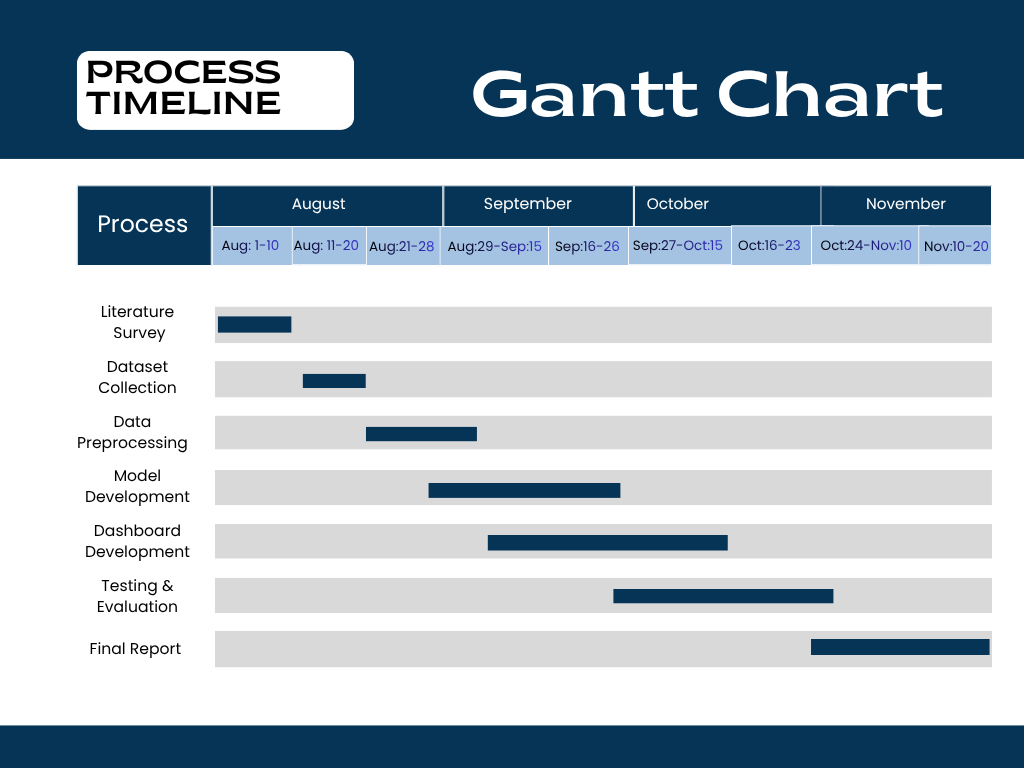 PROCESS
TIMELINE
Gantt Chart
Process
August
September
October
November
Aug: 1-10
Aug: 11-20
Aug:21-28
Aug:29-Sep:15
Sep:16-26
Sep:27-Oct:15
Oct:16-23
Oct:24-Nov:10
Nov:10-20
Literature
Survey
Dataset
Collection
Data
Preprocessing
Model
Development
Dashboard
Development
Testing &
Evaluation
Final Report